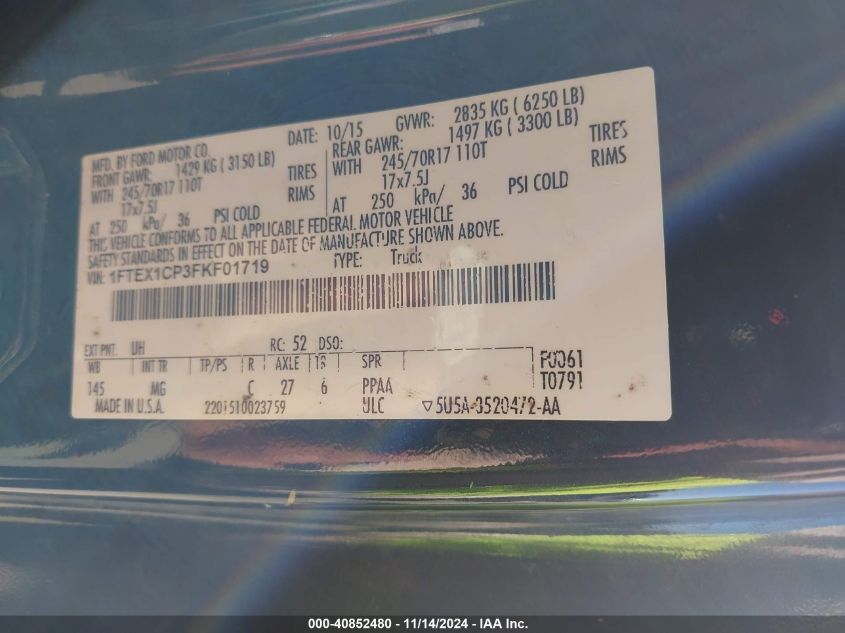 MFD. BY FORD MOTOR CO. DATE: 10/15 GVWR: 2835 KG ( 6250 LB)
FRONT GAWR: 1429 KG ( 3150 LB) REAR GAWR: 1497 KG ( 3300 LB)
WITH 245/70R17 110T TIRES WITH 245/70R17 110T TIRES
17x7.5J RIMS 17x7.5J RIMS
AT 250 kPa/ 36 PSI COLD AT 250 kPa/ 36 PSI COLD
THIS VEHICLE CONFORMS TO ALL APPLICABLE FEDERAL MOTOR VEHICLE
SAFETY STANDARDS IN EFFECT ON THE DATE OF MANUFACTURE SHOWN ABOVE.
VIN: 1FTEX1CP3FKF01719 TYPE: Truck
EXT PNT: UH RC: 52 DSO:
WB INT TR TP/PS R AXLE TR SPR F0061
145 MG C 27 6 PPAA T0791
MADE IN U.S.A. 2201510023759 ULC ▽5U5A-3520472-AA
000-40852480 - 11/14/2024 - IAA Inc.